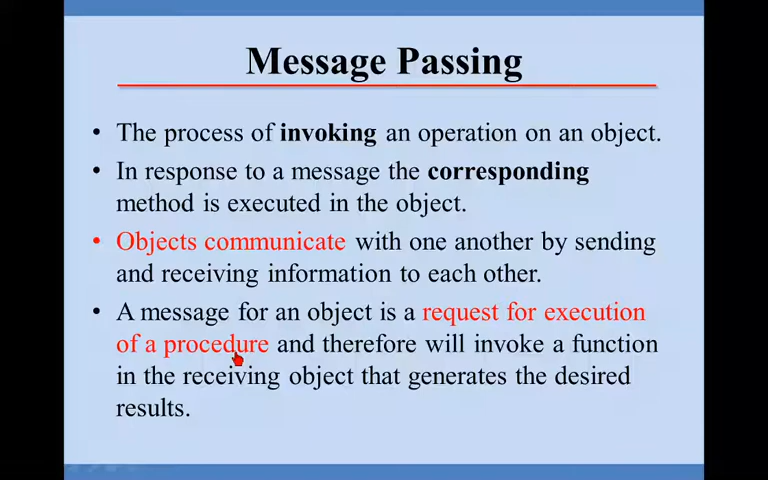 Message Passing
• The process of invoking an operation on an object.
• In response to a message the corresponding
method is executed in the object.
• Objects communicate with one another by sending
and receiving information to each other.
• A message for an object is a request for execution
of a procedure and therefore will invoke a function
in the receiving object that generates the desired
results.